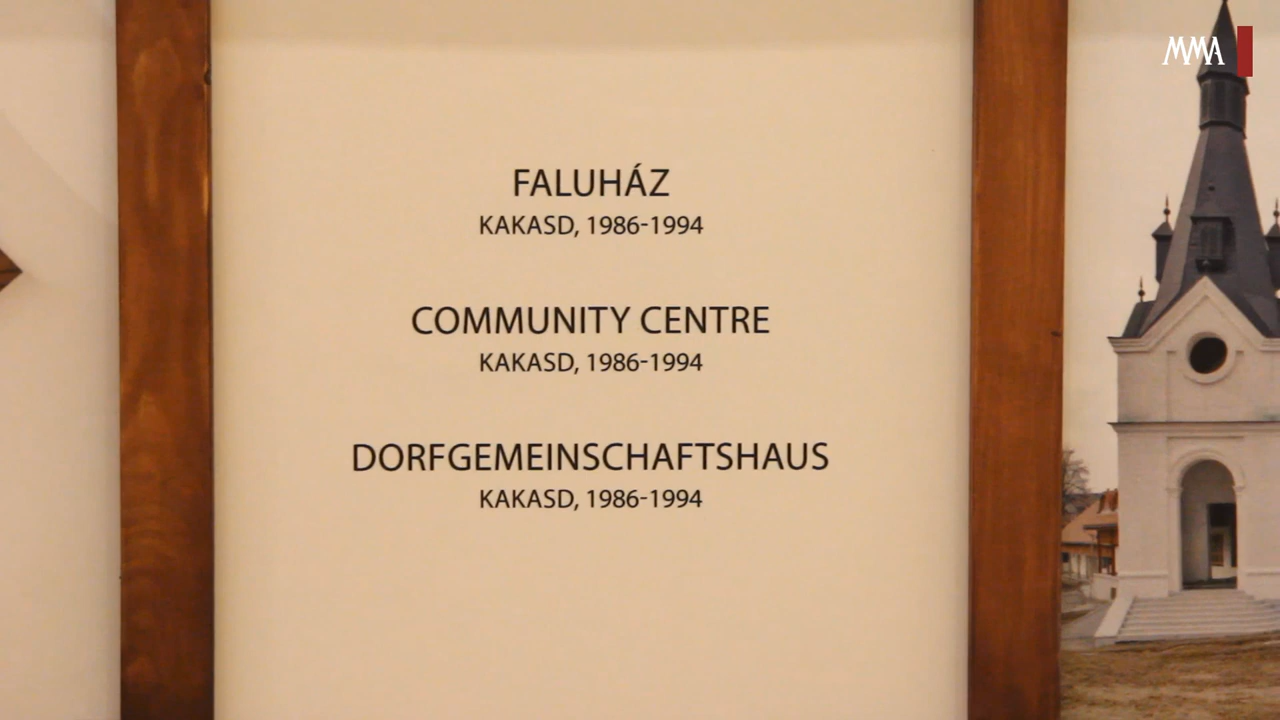 MMA
FALUHÁZ
KAKASD, 1986-1994
COMMUNITY CENTRE
KAKASD, 1986-1994
DORFGEMEINSCHAFTSHAUS
KAKASD, 1986-1994